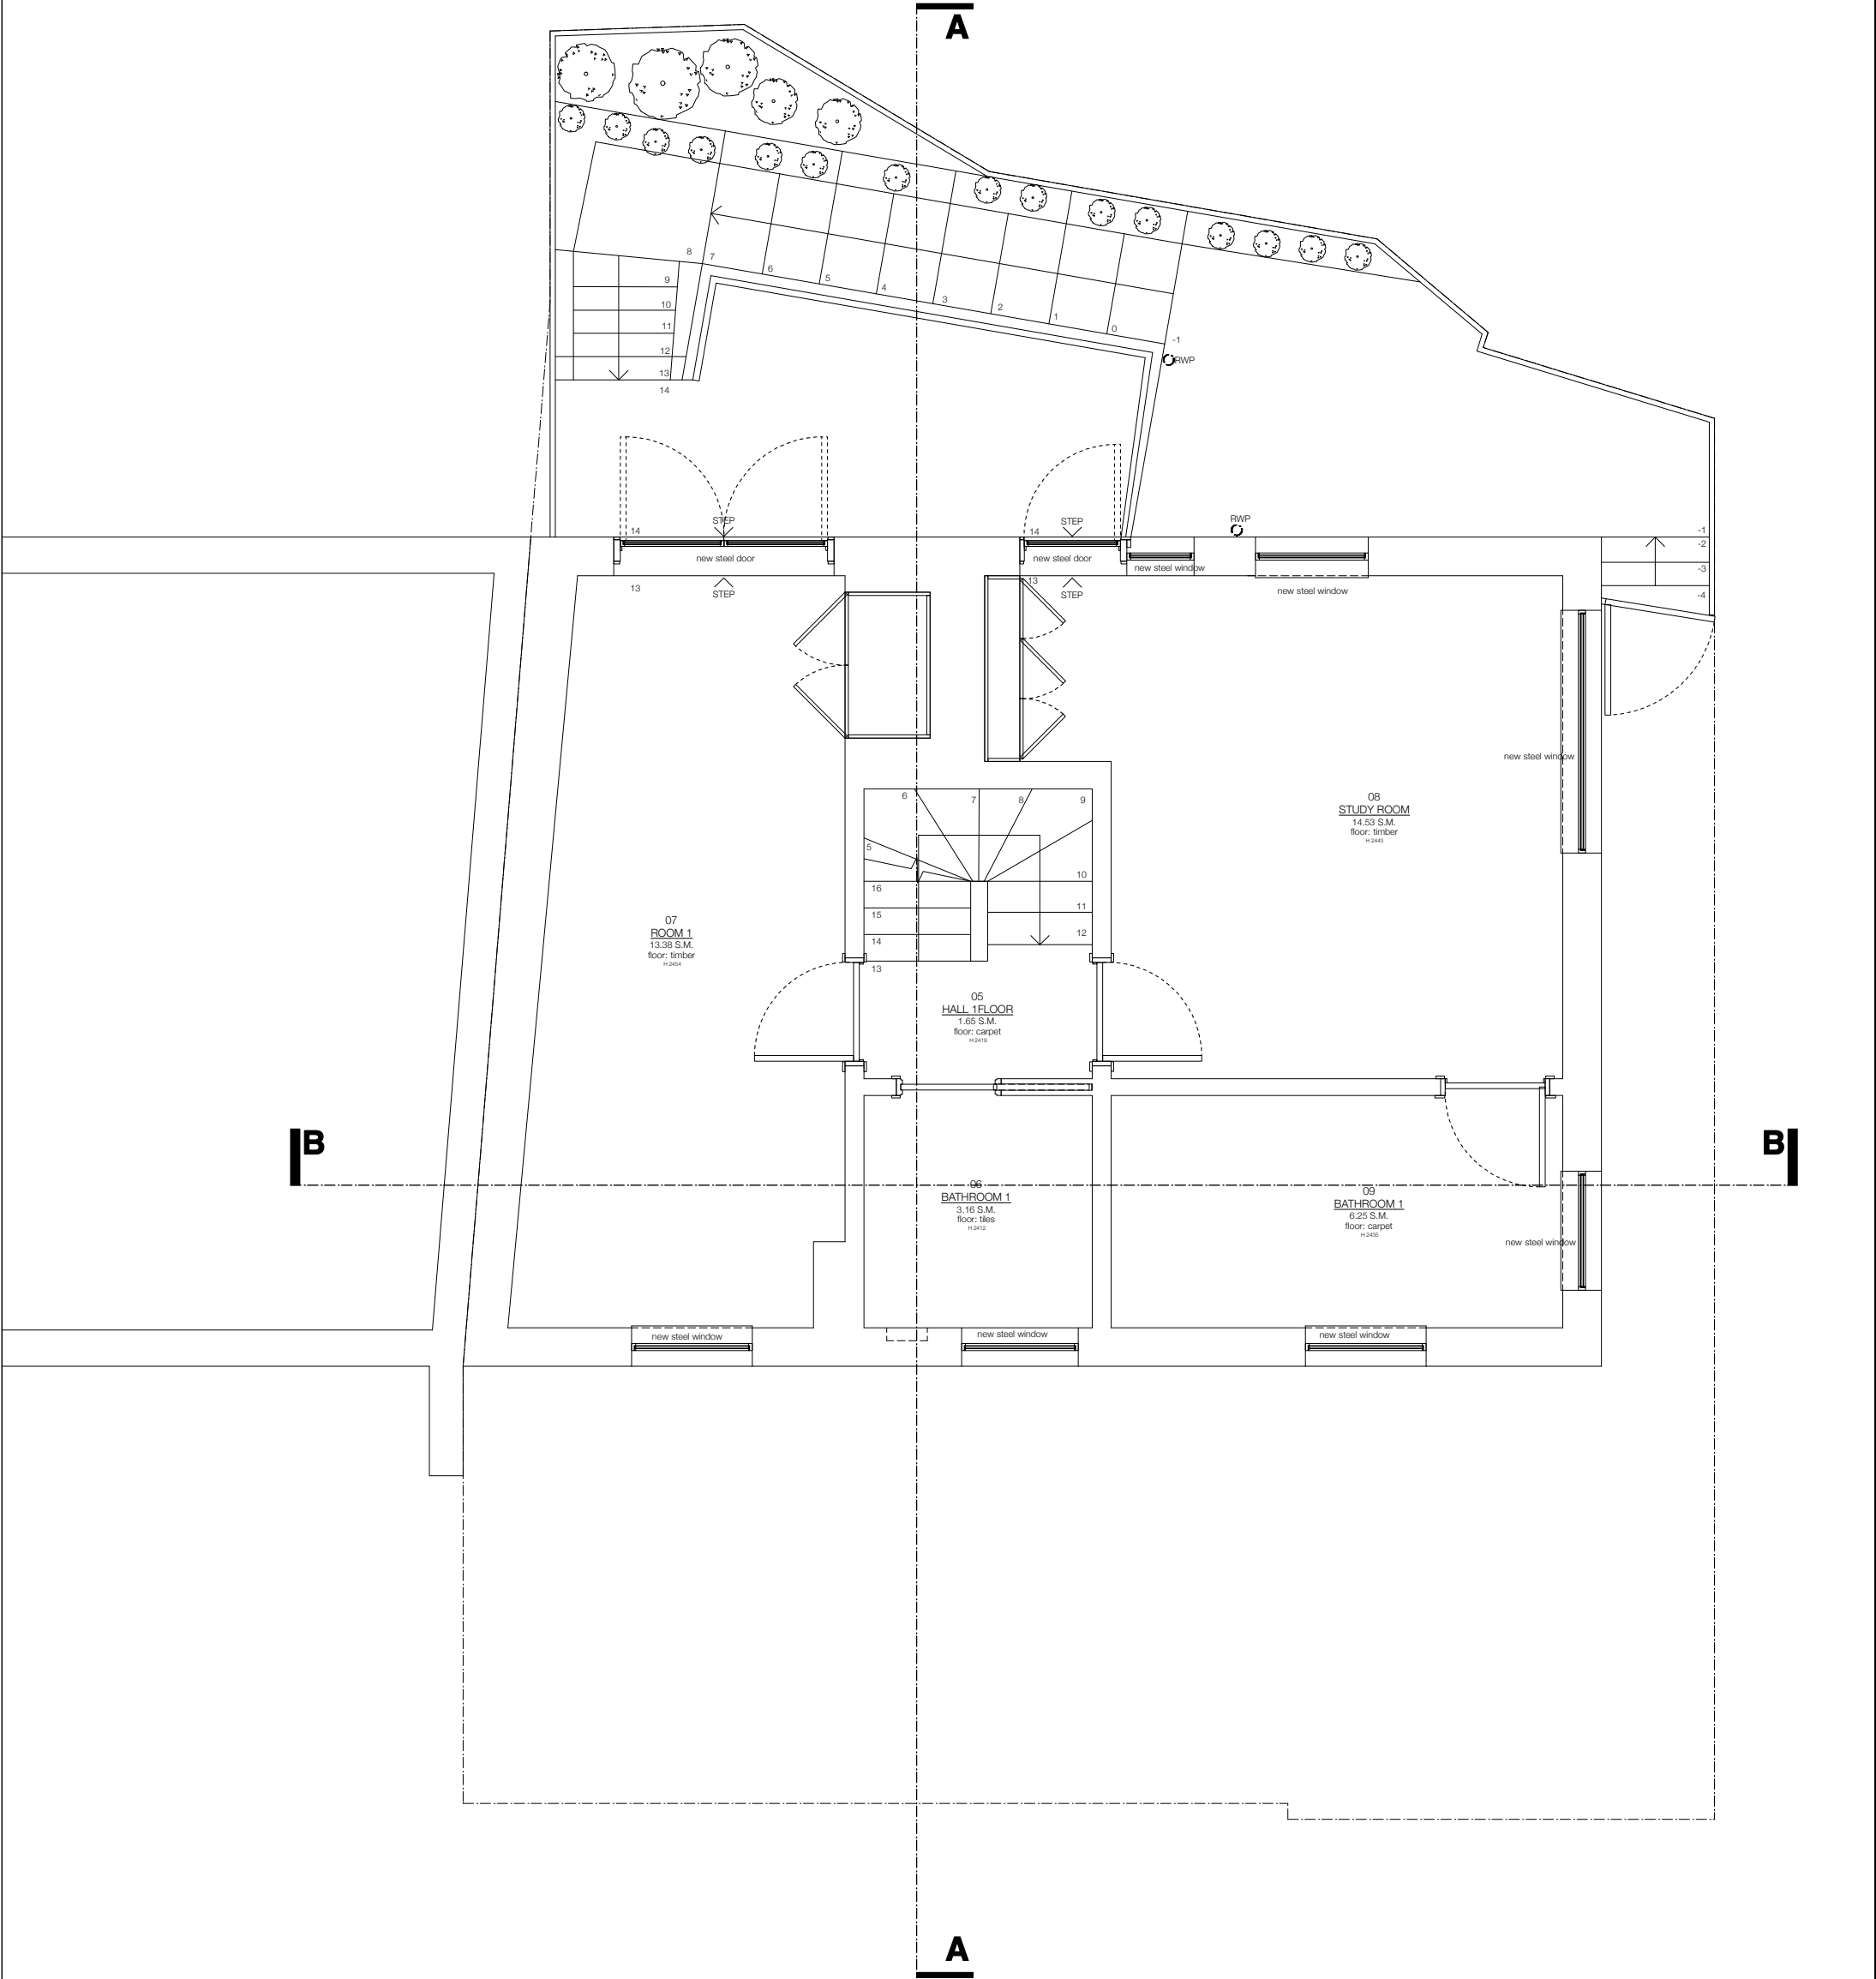 A
8
7
6
5
4
3
2
1
0
-1
RWP
9
10
11
12
13
14
STEP
14
new steel door
13
STEP
STEP
14
new steel door
13
STEP
new steel window
RWP
new steel window
-1
-2
-3
-4
new steel window
08
STUDY ROOM
14.53 S.M.
floor: timber
H 2443
6
7
8
9
5
10
16
11
15
12
14
13
07
ROOM 1
13.38 S.M.
floor: timber
H 2454
05
HALL 1FLOOR
1.65 S.M.
floor: carpet
H 2419
B
B
06
BATHROOM 1
3.16 S.M.
floor: tiles
H 2412
09
BATHROOM 1
6.25 S.M.
floor: carpet
H 2435
new steel window
new steel window
new steel window
new steel window
A